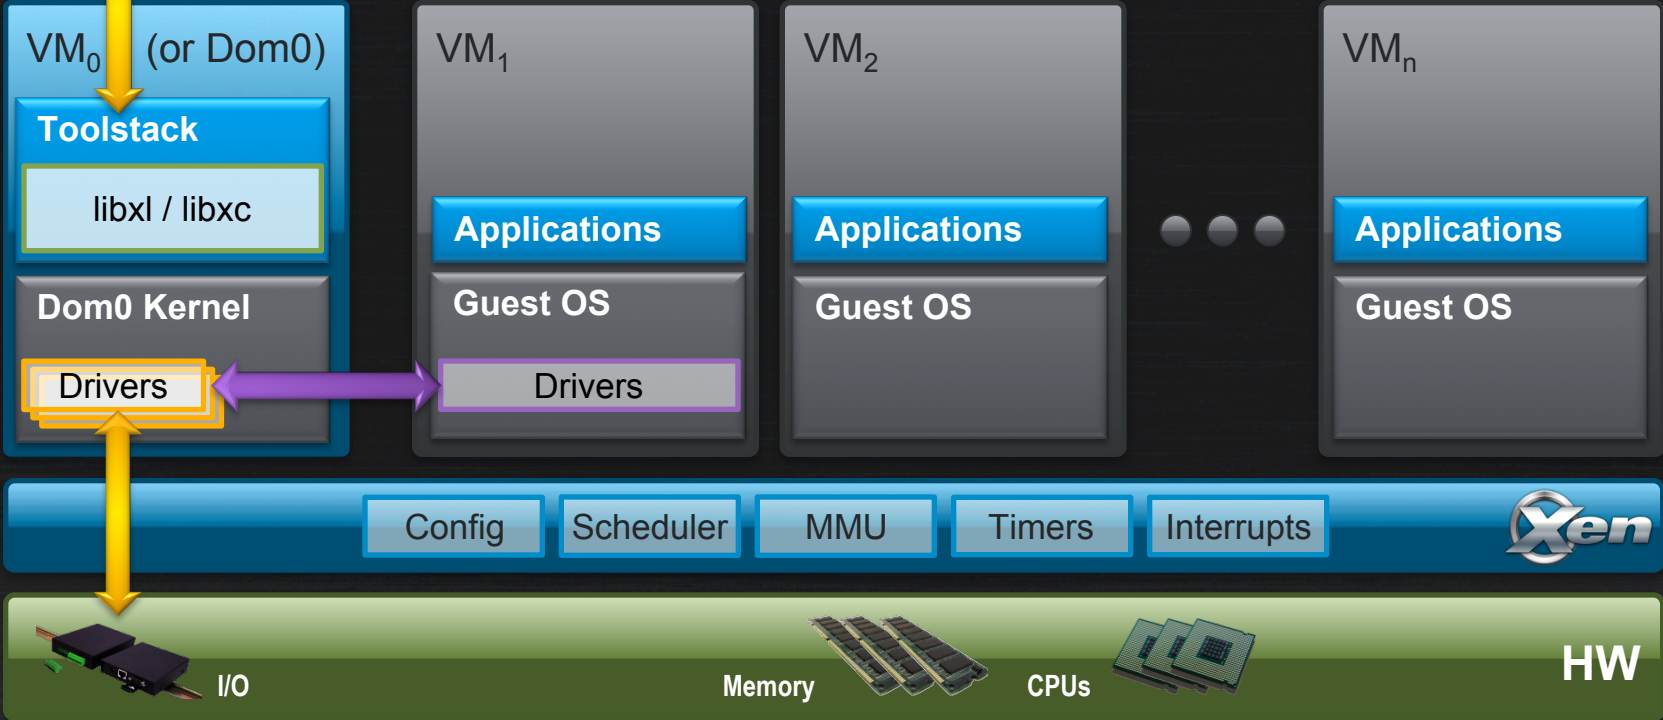 VM0 (or Dom0)
Toolstack
libxl / libxc
Dom0 Kernel
Drivers
VM1
Applications
Guest OS
Drivers
VM2
Applications
Guest OS
VMn
Applications
Guest OS
Config
Scheduler
MMU
Timers
Interrupts
Xen
I/O
Memory
CPUs
HW